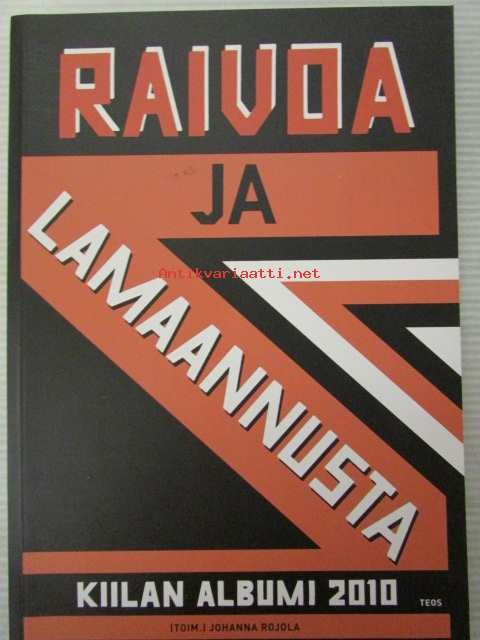 RAIVOA
JA
LAMAANNUSTA
Antikvariaatti.net
KIILAN ALBUMI 2010
TEOS
(TOIM.) JOHANNA ROJOLA